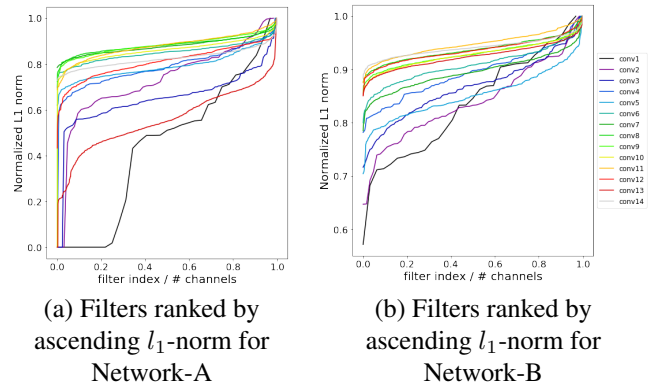 Normalized L1 norm
1.0
0.8
0.6
0.4
0.2
0.0
0.0 0.2 0.4 0.6 0.8 1.0
filter index / # channels
(a) Filters ranked by
ascending l₁-norm for
Network-A
Normalized L1 norm
1.0
0.9
0.8
0.7
0.6
0.0 0.2 0.4 0.6 0.8 1.0
filter index / # channels
(b) Filters ranked by
ascending l₁-norm for
Network-B
conv1
conv2
conv3
conv4
conv5
conv6
conv7
conv8
conv9
conv10
conv11
conv12
conv13
conv14